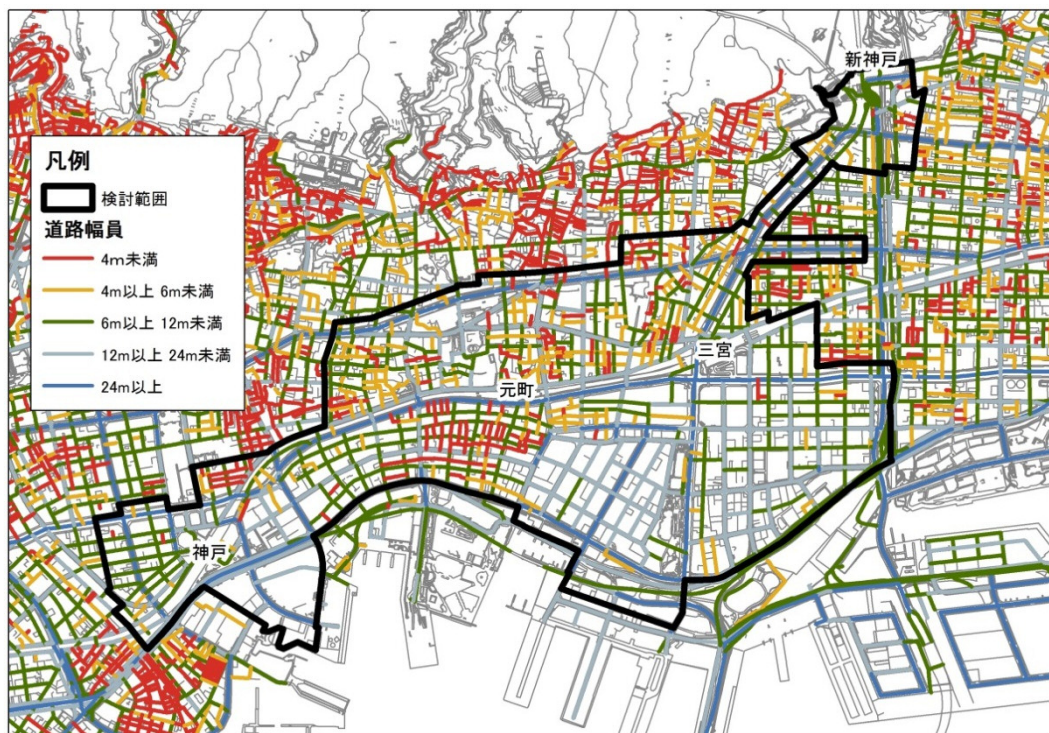 新神戸
凡例
検討範囲
道路幅員
4m未満
4m以上 6m未満
6m以上 12m未満
12m以上 24m未満
24m以上
三宮
元町
神戸